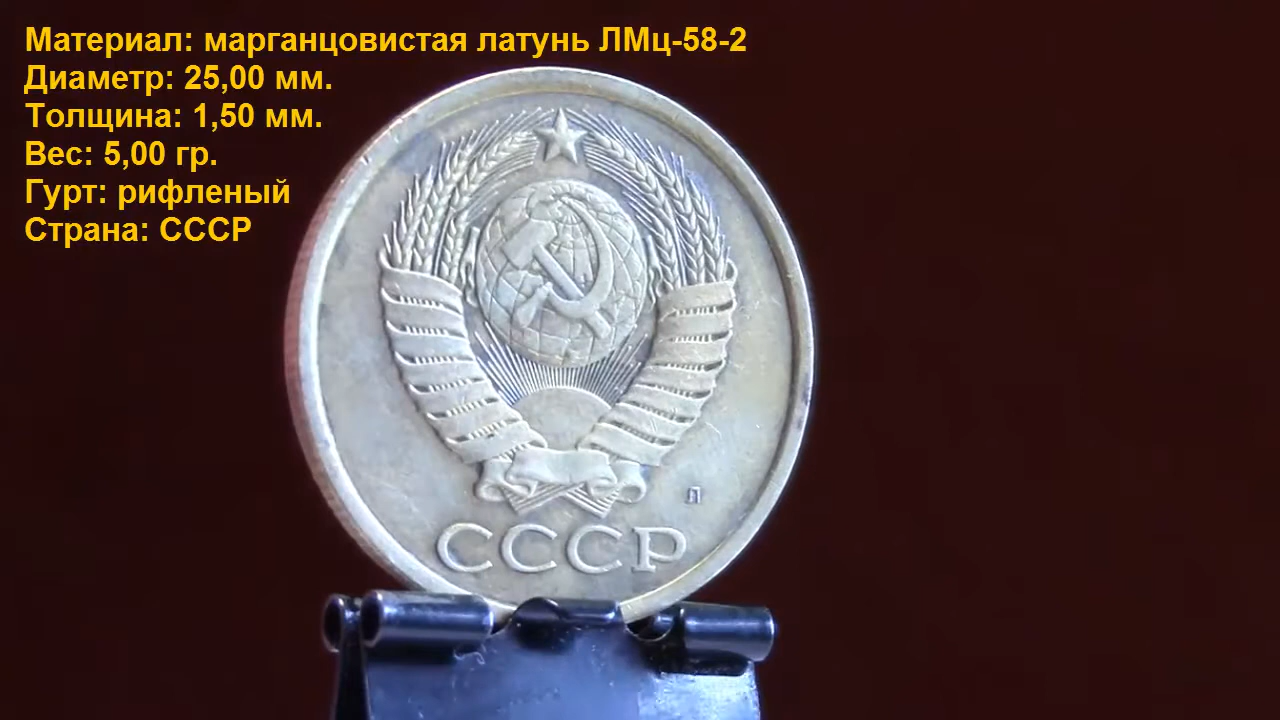 Материал: марганцовистая латунь ЛМц-58-2
Диаметр: 25,00 мм.
Толщина: 1,50 мм.
Вес: 5,00 гр.
Гурт: рифленый
Страна: СССР
Л
СССР